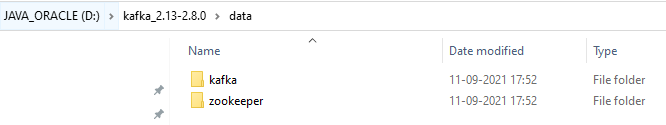 JAVA_ORACLE (D:) > kafka_2.13-2.8.0 > data
Name Date modified Type
kafka 11-09-2021 17:52 File folder
zookeeper 11-09-2021 17:52 File folder